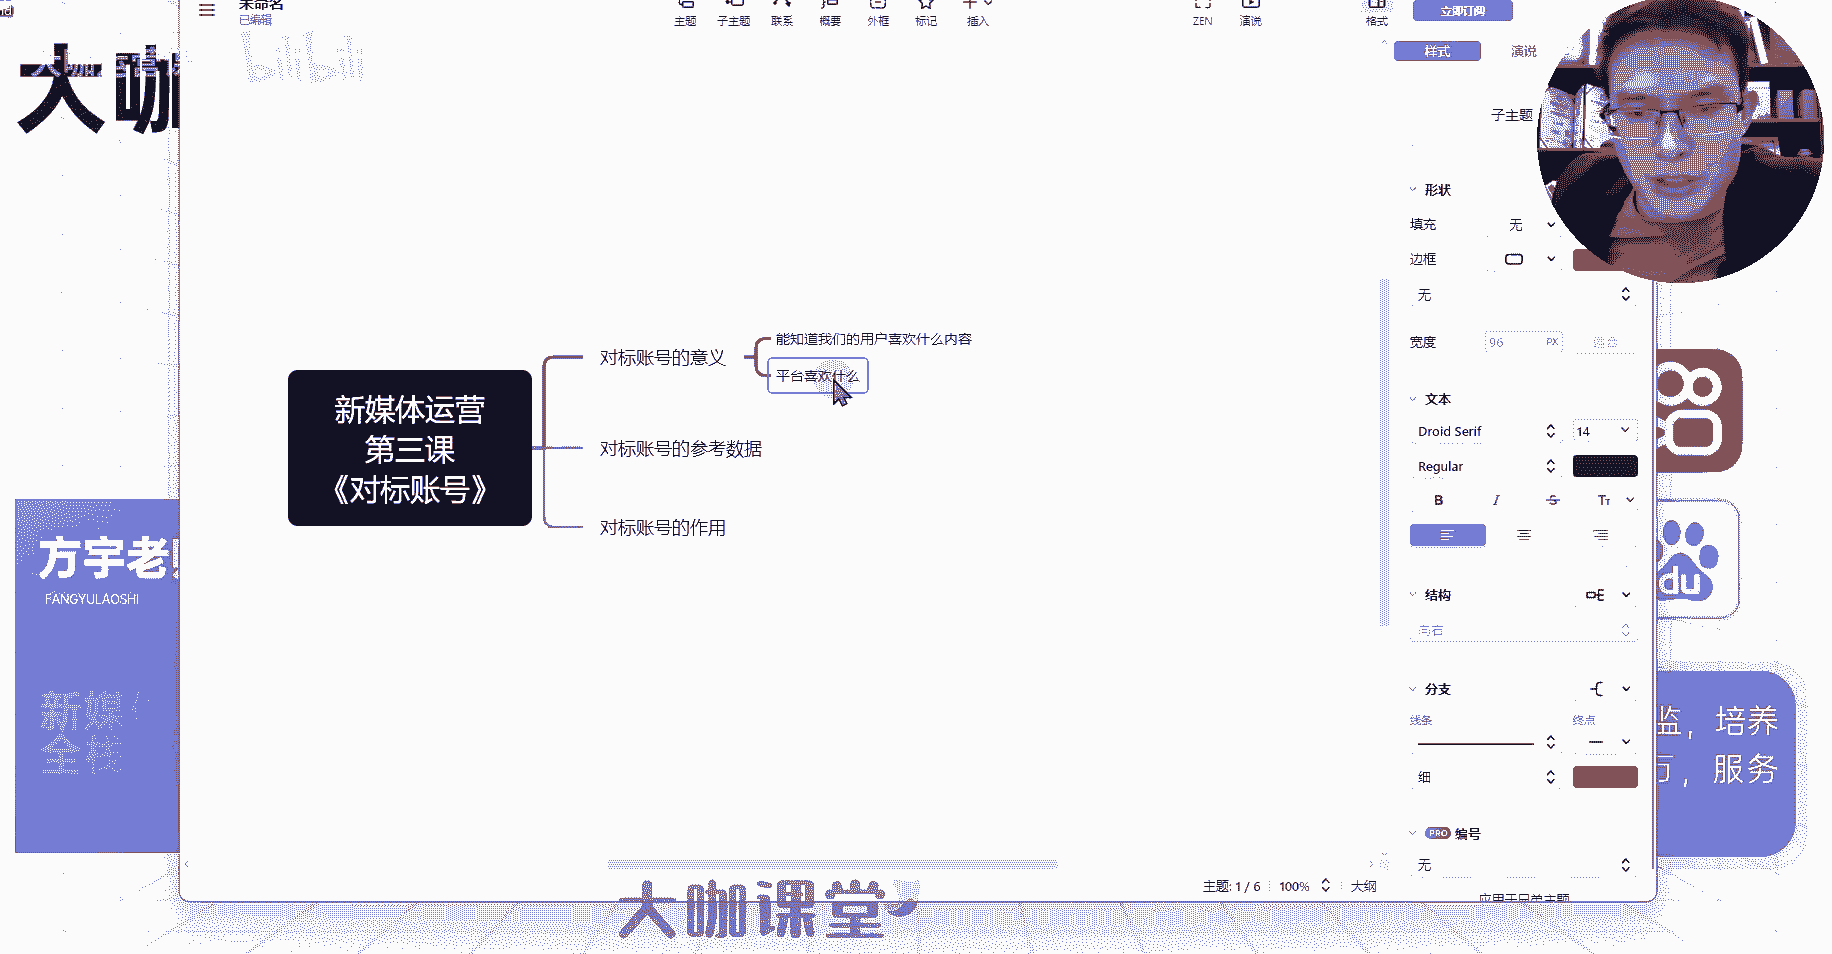 未命名
已编辑
主题
子主题
联系
概要
外框
标记
插入
ZEN
演说
格式
立即订阅
bilibili
样式
演说
大咖
子主题
形状
填充
无
边框
无
宽度
96
PX
能知道我们的用户喜欢什么内容
对标账号的意义
平台喜欢什么
新媒体运营
第三课
《对标账号》
对标账号的参考数据
对标账号的作用
文本
Droid Serif
14
Regular
B
I
S
Tт
方宇老
FANGYULAOSHI
du
结构
向右
分支
线条
终点
细
新媒
全栈
，培养
，服务
PRO 编号
无
主题: 1 / 6
100%
大纲
大咖课堂